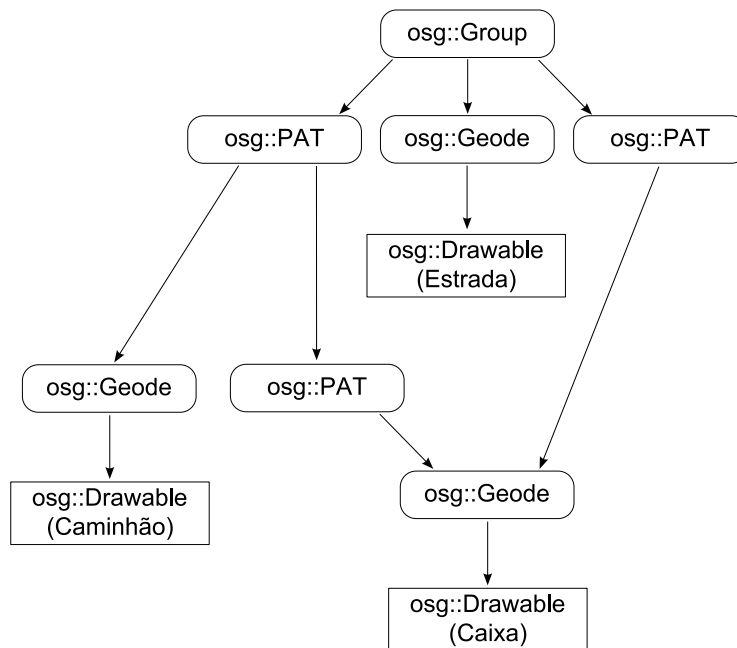 osg::Group
osg::PAT
osg::Geode
osg::PAT
osg::Drawable
(Estrada)
osg::Geode
osg::PAT
osg::Drawable
(Caminhão)
osg::Geode
osg::Drawable
(Caixa)